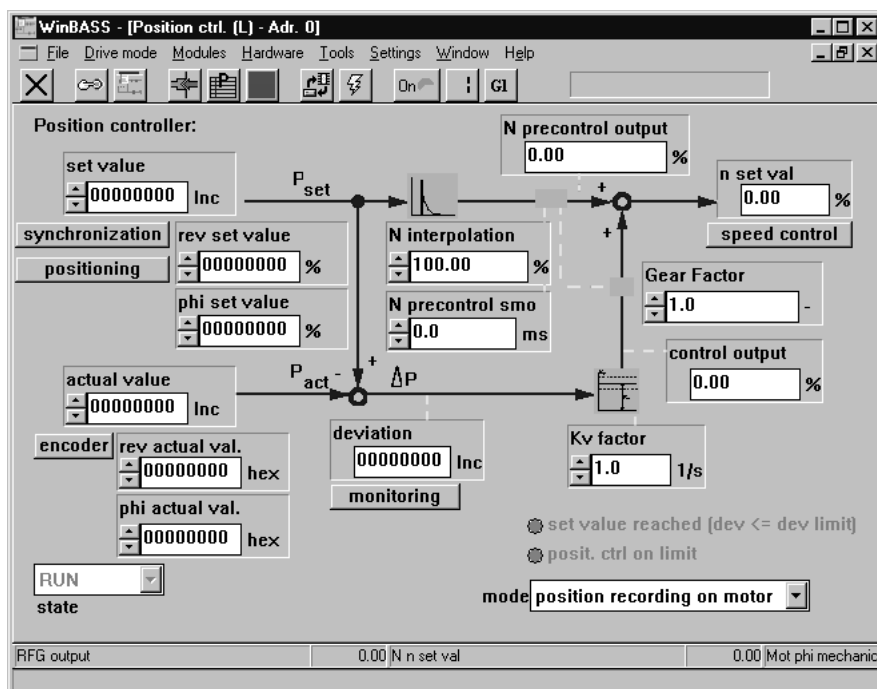 WinBASS - [Position ctrl. (L) - Adr. 0]
File Drive mode Modules Hardware Tools Settings Window Help
On G1
Position controller:
N precontrol output
0.00 %
set value
00000000 Inc
P set
n set val
0.00 %
synchronization
rev set value
00000000 %
N interpolation
100.00 %
speed control
positioning
Gear Factor
1.0 -
phi set value
00000000 %
N precontrol smo
0.0 ms
control output
0.00 %
actual value
00000000 Inc
P act
- +
+
+
ΔP
encoder
rev actual val.
00000000 hex
deviation
00000000 Inc
monitoring
Kv factor
1.0 1/s
phi actual val.
00000000 hex
set value reached (dev <= dev limit)
posit. ctrl on limit
RUN
state
mode position recording on motor
RFG output 0.00 N n set val 0.00 Mot phi mechanic